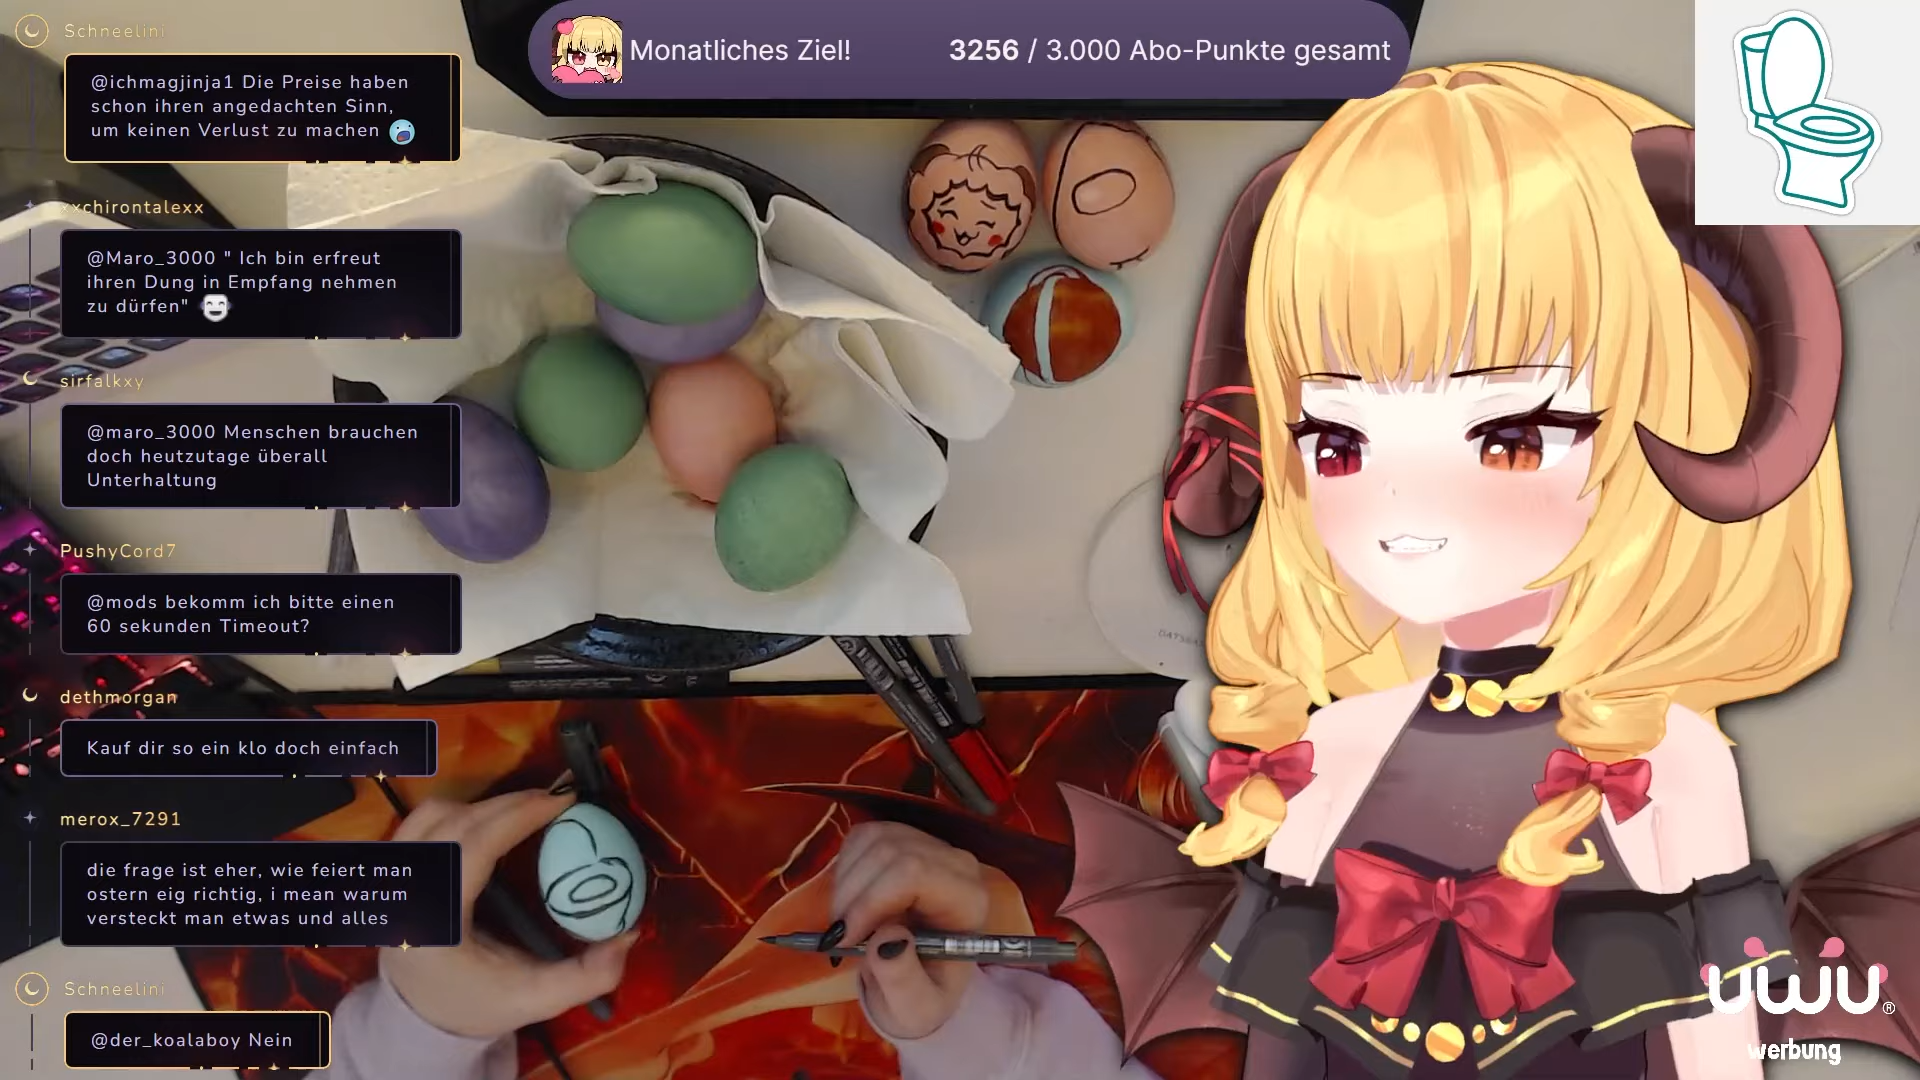 Schneelini
@ichmagjinja1 Die Preise haben
schon ihren angedachten Sinn,
um keinen Verlust zu machen
xxchirontalexx
@Maro_3000 " Ich bin erfreut
ihren Dung in Empfang nehmen
zu dürfen"
sirfalkxy
@maro_3000 Menschen brauchen
doch heutzutage überall
Unterhaltung
PushyCord7
@mods bekomm ich bitte einen
60 sekunden Timeout?
dethmorgan
Kauf dir so ein klo doch einfach
merox_7291
die frage ist eher, wie feiert man
ostern eig richtig, i mean warum
versteckt man etwas und alles
Schneelini
@der_koalaboy Nein
Monatliches Ziel! 3256 / 3.000 Abo-Punkte gesamt
UWU®
werbung